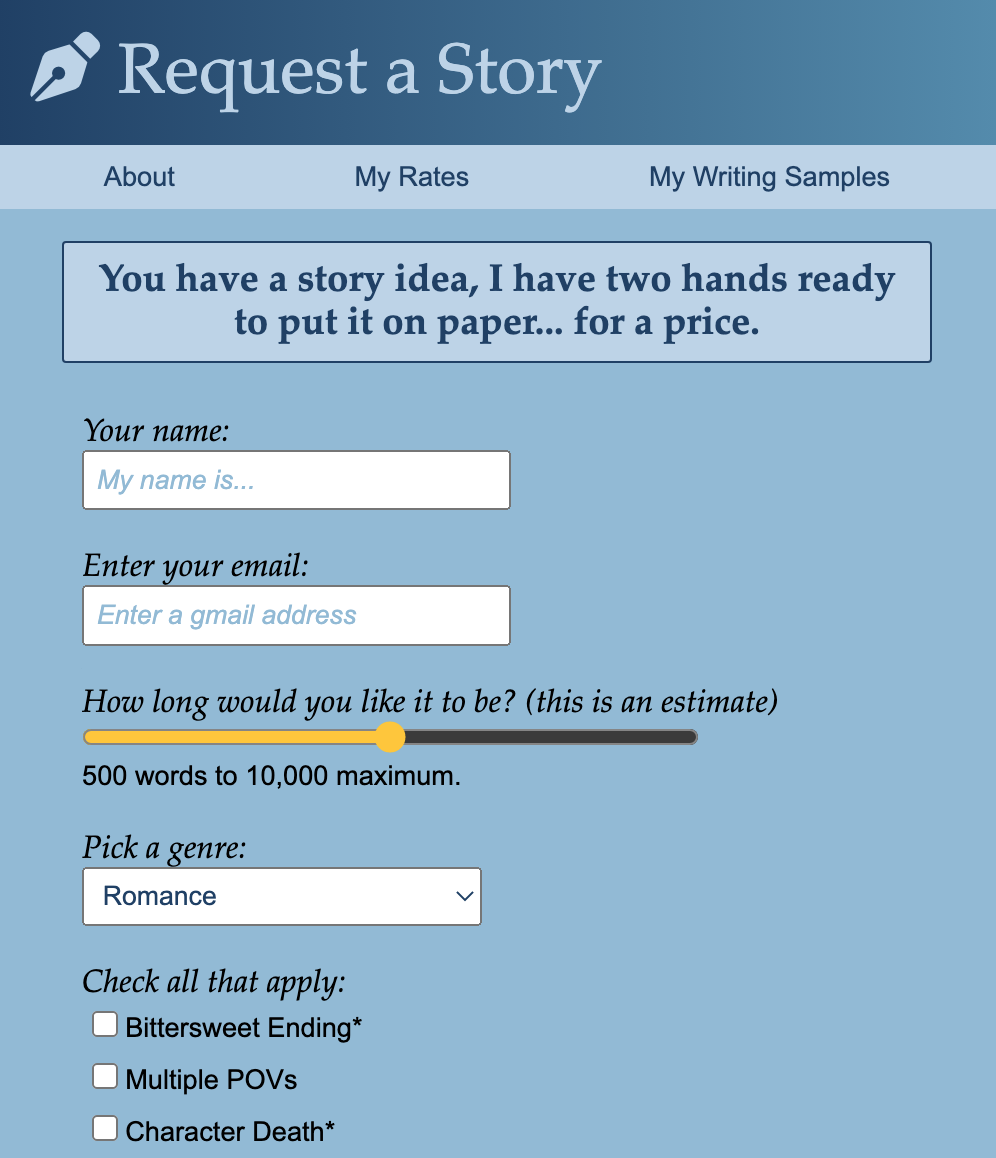 Request a Story
About My Rates My Writing Samples
You have a story idea, I have two hands ready
to put it on paper... for a price.
Your name:
My name is...
Enter your email:
Enter a gmail address
How long would you like it to be? (this is an estimate)
500 words to 10,000 maximum.
Pick a genre:
Romance
Check all that apply:
Bittersweet Ending*
Multiple POVs
Character Death*